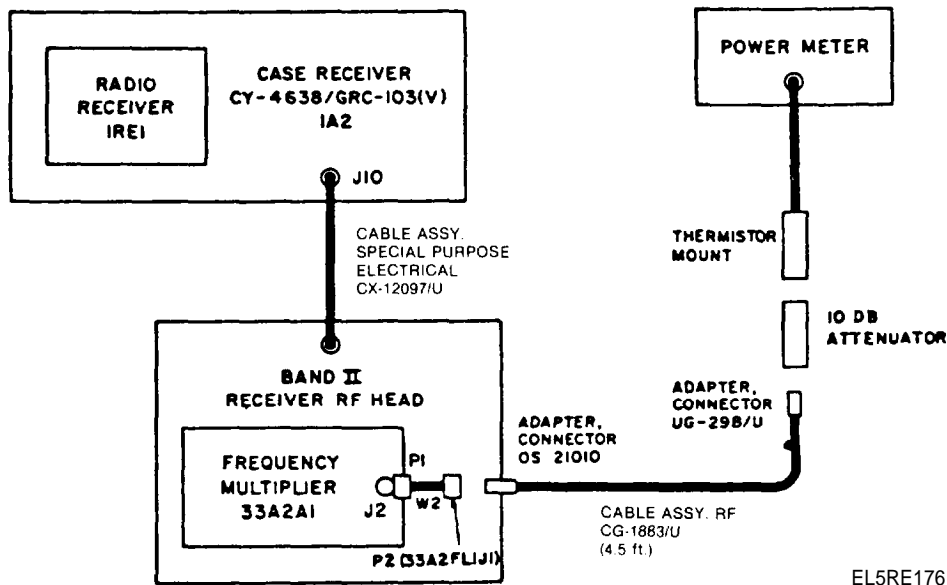 RADIO
RECEIVER
1RE1
CASE RECEIVER
CY-4638/GRC-103(V)
1A2
J10
POWER METER
CABLE ASSY.
SPECIAL PURPOSE
ELECTRICAL
CX-12097/U
THERMISTOR
MOUNT
10 DB
ATTENUATOR
BAND II
RECEIVER RF HEAD
ADAPTER,
CONNECTOR
UG-298/U
ADAPTER,
CONNECTOR
OS 21010
FREQUENCY
MULTIPLIER
33A2A1
P1
J2
W2
P2 (33A2FL1J1)
CABLE ASSY. RF
CG-1883/U
(4.5 ft.)
EL5RE176